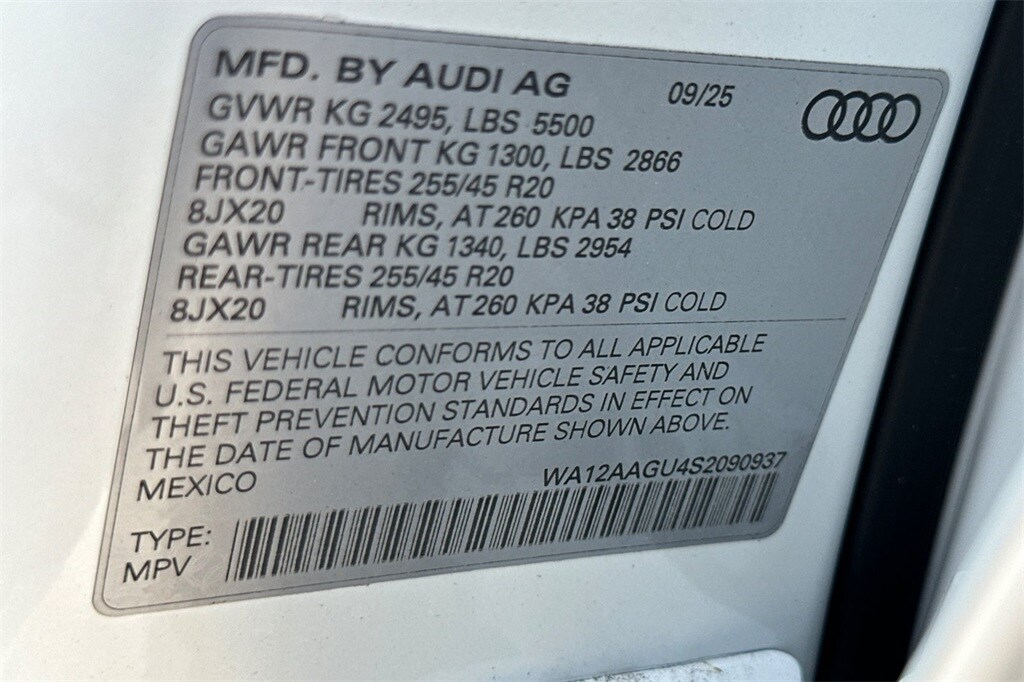 MFD. BY AUDI AG 09/25
GVWR KG 2495, LBS 5500
GAWR FRONT KG 1300, LBS 2866
FRONT-TIRES 255/45 R20
8JX20 RIMS, AT 260 KPA 38 PSI COLD
GAWR REAR KG 1340, LBS 2954
REAR-TIRES 255/45 R20
8JX20 RIMS, AT 260 KPA 38 PSI COLD
THIS VEHICLE CONFORMS TO ALL APPLICABLE
U.S. FEDERAL MOTOR VEHICLE SAFETY AND
THEFT PREVENTION STANDARDS IN EFFECT ON
THE DATE OF MANUFACTURE SHOWN ABOVE.
MEXICO WA12AAGU4S2090937
TYPE:
MPV